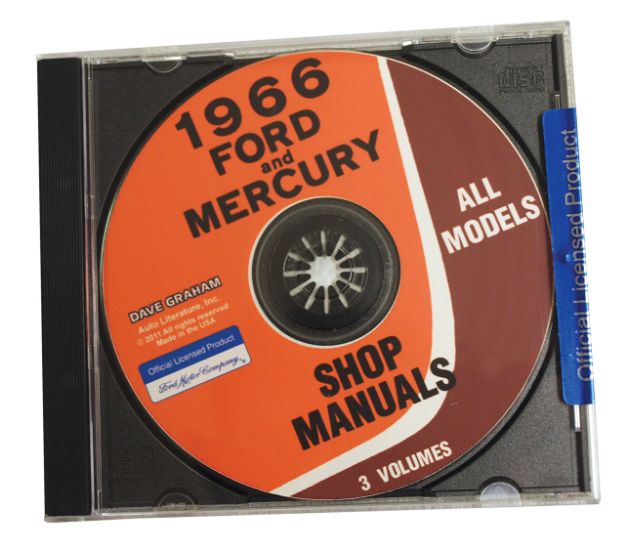 1966
FORD
and
MERCURY
ALL
MODELS
DAVE GRAHAM
Auto Literature, Inc.
© 2011 All rights reserved
Made in the USA
Official Licensed Product
Ford Motor Company®
SHOP
MANUALS
3 VOLUMES
disc
Official Licensed Product